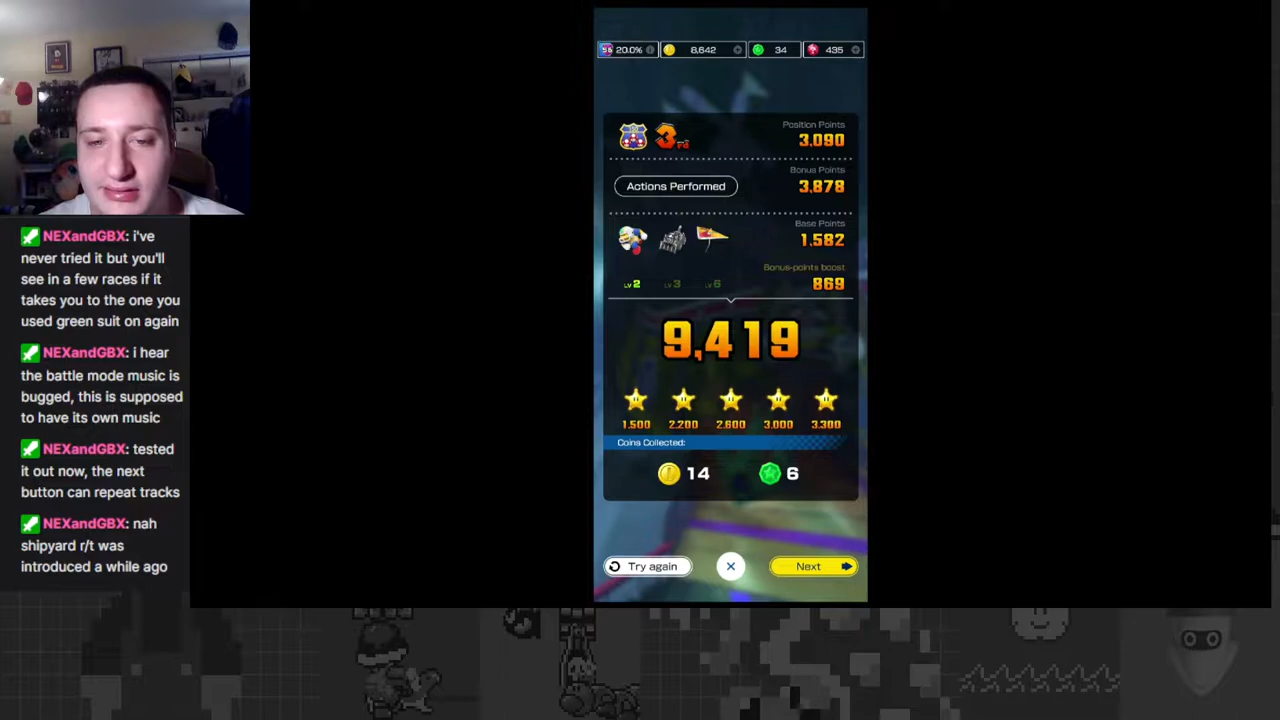 56 20.0% 8,642 34 435
3rd
Position Points
3,090
Actions Performed
Bonus Points
3,878
Base Points
1,582
Bonus-points boost
LV 2 LV 3 LV 6
869
9,419
1,500 2,200 2,600 3,000 3,300
Coins Collected:
14 6
Try again Next
NEXandGBX: i've
never tried it but you'll
see in a few races if it
takes you to the one you
used green suit on again
NEXandGBX: i hear
the battle mode music is
bugged, this is supposed
to have its own music
NEXandGBX: tested
it out now, the next
button can repeat tracks
NEXandGBX: nah
shipyard r/t was
introduced a while ago